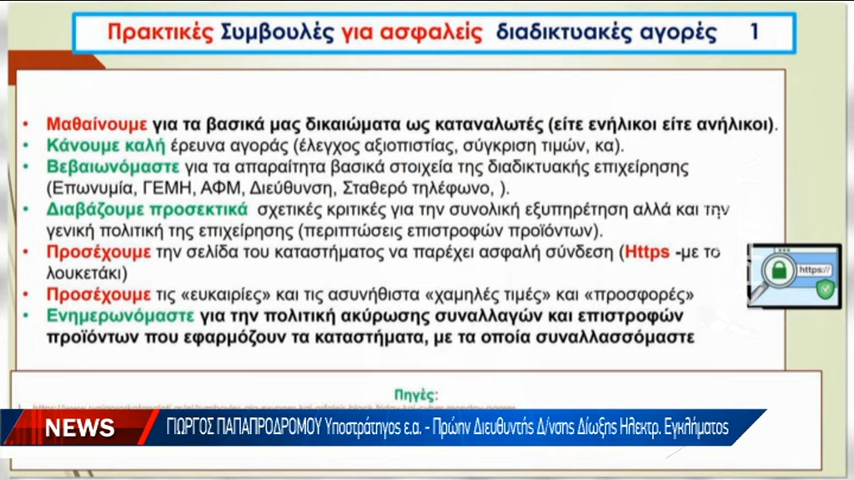 Πρακτικές Συμβουλές για ασφαλείς διαδικτυακές αγορές 1
• Μαθαίνουμε για τα βασικά μας δικαιώματα ως καταναλωτές (είτε ενήλικοι είτε ανήλικοι).
• Κάνουμε καλή έρευνα αγοράς (έλεγχος αξιοπιστίας, σύγκριση τιμών, κα).
• Βεβαιωνόμαστε για τα απαραίτητα βασικά στοιχεία της διαδικτυακής επιχείρησης
(Επωνυμία, ΓΕΜΗ, ΑΦΜ, Διεύθυνση, Σταθερό τηλέφωνο, ).
• Διαβάζουμε προσεκτικά σχετικές κριτικές για την συνολική εξυπηρέτηση αλλά και την
γενική πολιτική της επιχείρησης (περιπτώσεις επιστροφών προϊόντων).
• Προσέχουμε την σελίδα του καταστήματος να παρέχει ασφαλή σύνδεση (Https -με το
λουκετάκι)
https://
• Προσέχουμε τις «ευκαιρίες» και τις ασυνήθιστα «χαμηλές τιμές» και «προσφορές»
• Ενημερωνόμαστε για την πολιτική ακύρωσης συναλλαγών και επιστροφών
προϊόντων που εφαρμόζουν τα καταστήματα, με τα οποία συναλλασσόμαστε
Πηγές:
NEWS
ΓΙΩΡΓΟΣ ΠΑΠΑΠΡΟΔΡΟΜΟΥ Υποστράτηγος ε.α. - Πρώην Διευθυντής Δ/νσης Δίωξης Ηλεκτρ. Εγκλήματος